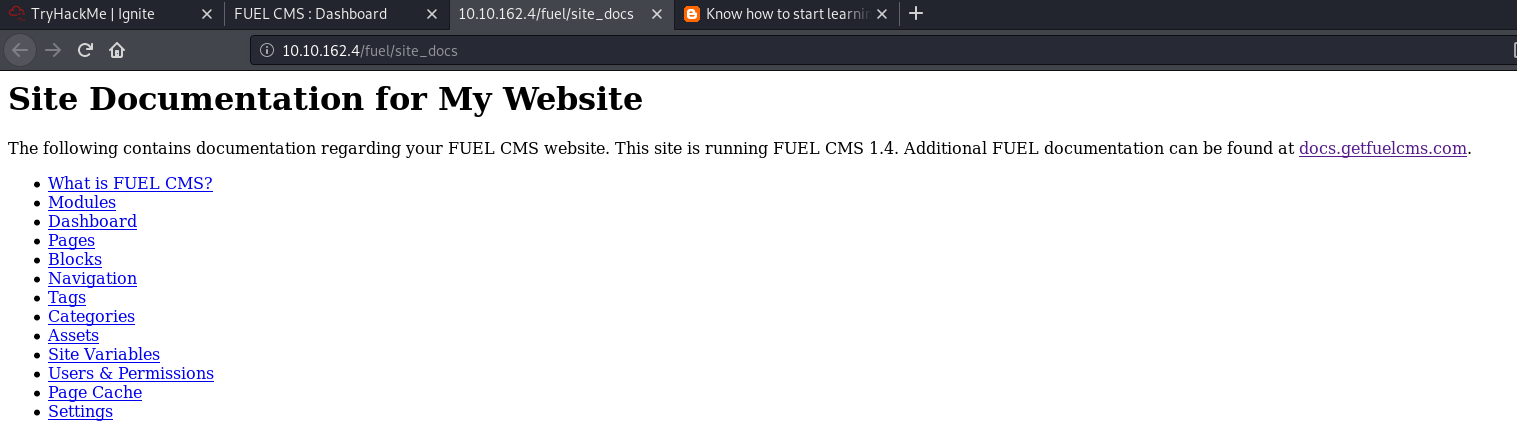 TryHackMe | Ignite
FUEL CMS : Dashboard
10.10.162.4/fuel/site_docs
Know how to start learnin
10.10.162.4/fuel/site_docs
Site Documentation for My Website
The following contains documentation regarding your FUEL CMS website. This site is running FUEL CMS 1.4. Additional FUEL documentation can be found at docs.getfuelcms.com.
What is FUEL CMS?
Modules
Dashboard
Pages
Blocks
Navigation
Tags
Categories
Assets
Site Variables
Users & Permissions
Page Cache
Settings